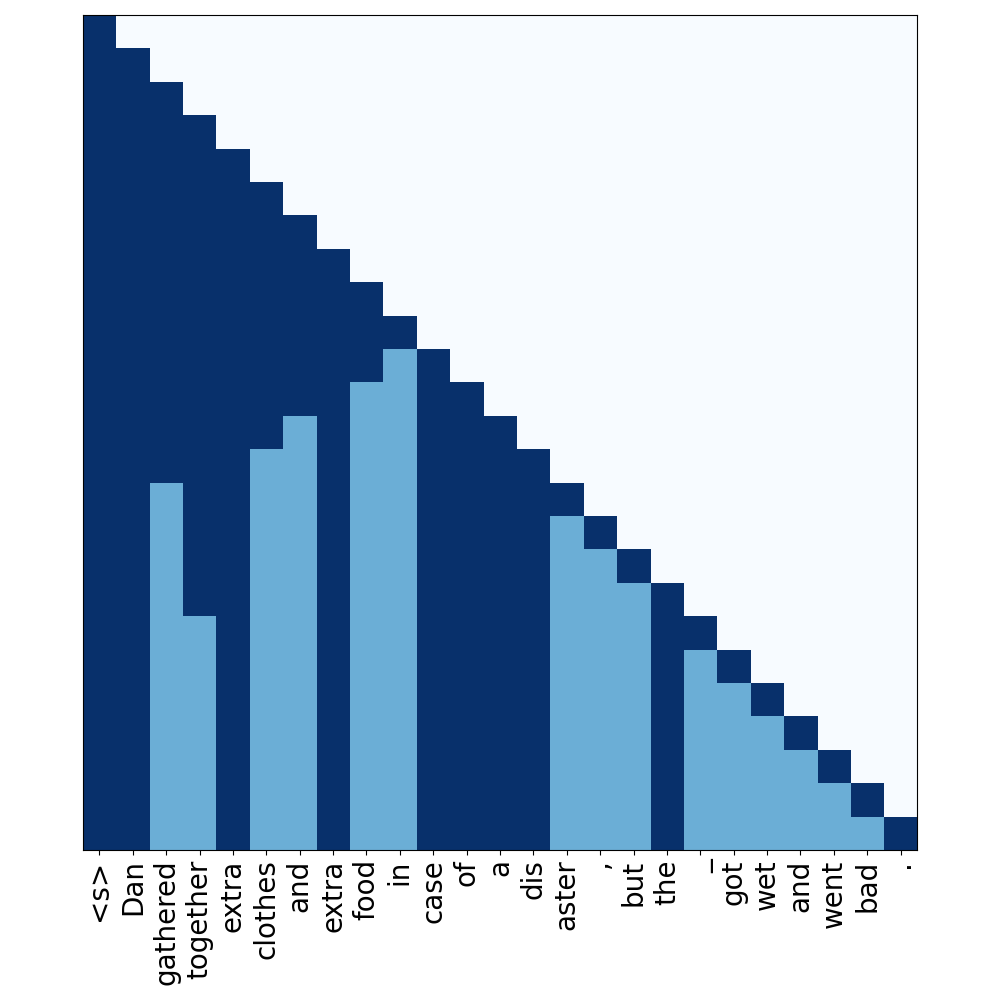 <s> Dan gathered together extra clothes and extra food in case of a dis aster , but the _ got wet and went bad .